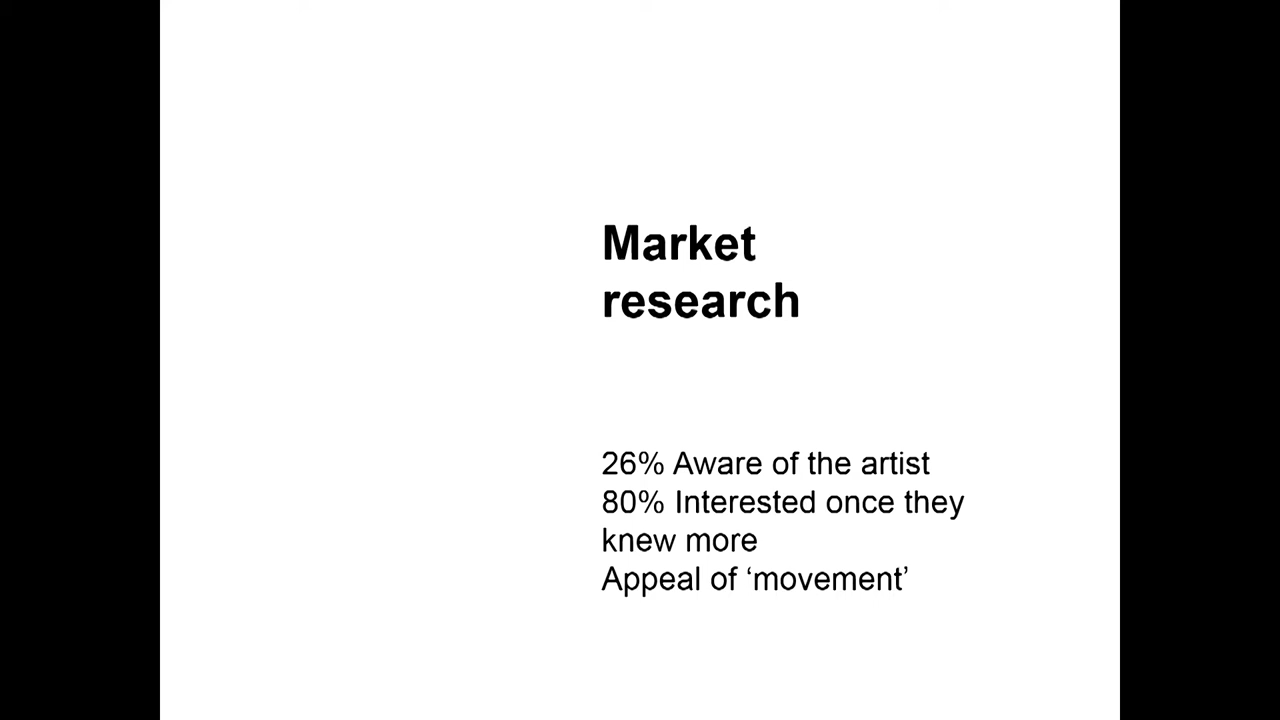 Market
research
26% Aware of the artist
80% Interested once they
knew more
Appeal of ‘movement’